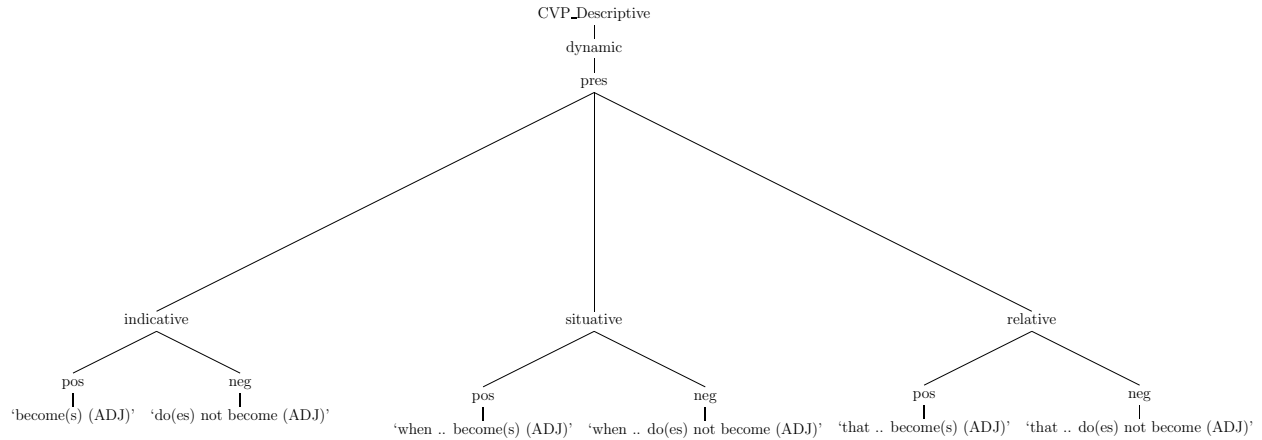 CVP_Descriptive
dynamic
pres
indicative situative relative
pos neg pos neg pos neg
‘become(s) (ADJ)’ ‘do(es) not become (ADJ)’ ‘when .. become(s) (ADJ)’ ‘when .. do(es) not become (ADJ)’ ‘that .. become(s) (ADJ)’ ‘that .. do(es) not become (ADJ)’